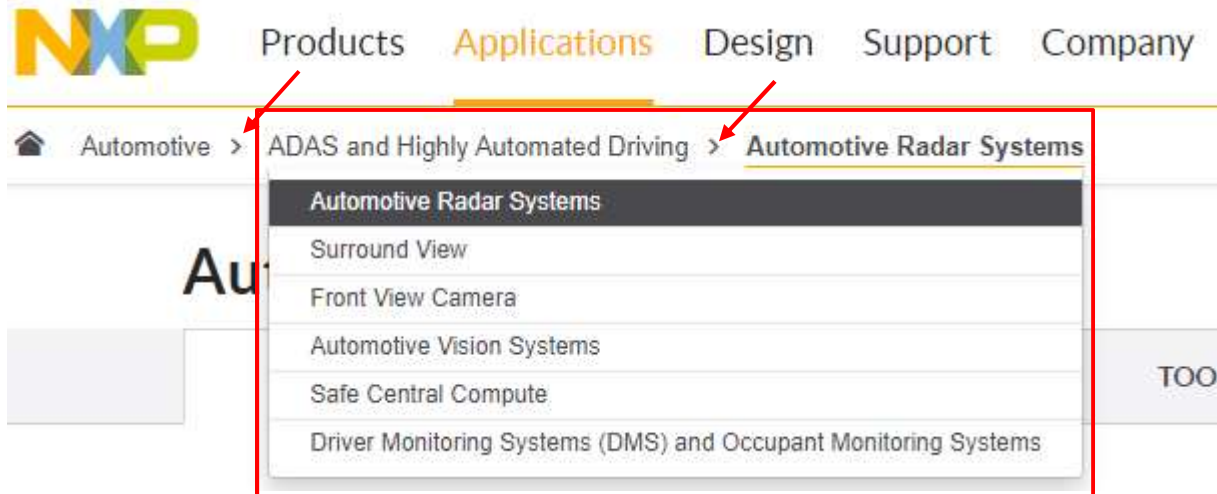 NXP Products Applications Design Support Company
Automotive > ADAS and Highly Automated Driving > Automotive Radar Systems
Automotive Radar Systems
Surround View
Au
Front View Camera
Automotive Vision Systems
TOO
Safe Central Compute
Driver Monitoring Systems (DMS) and Occupant Monitoring Systems